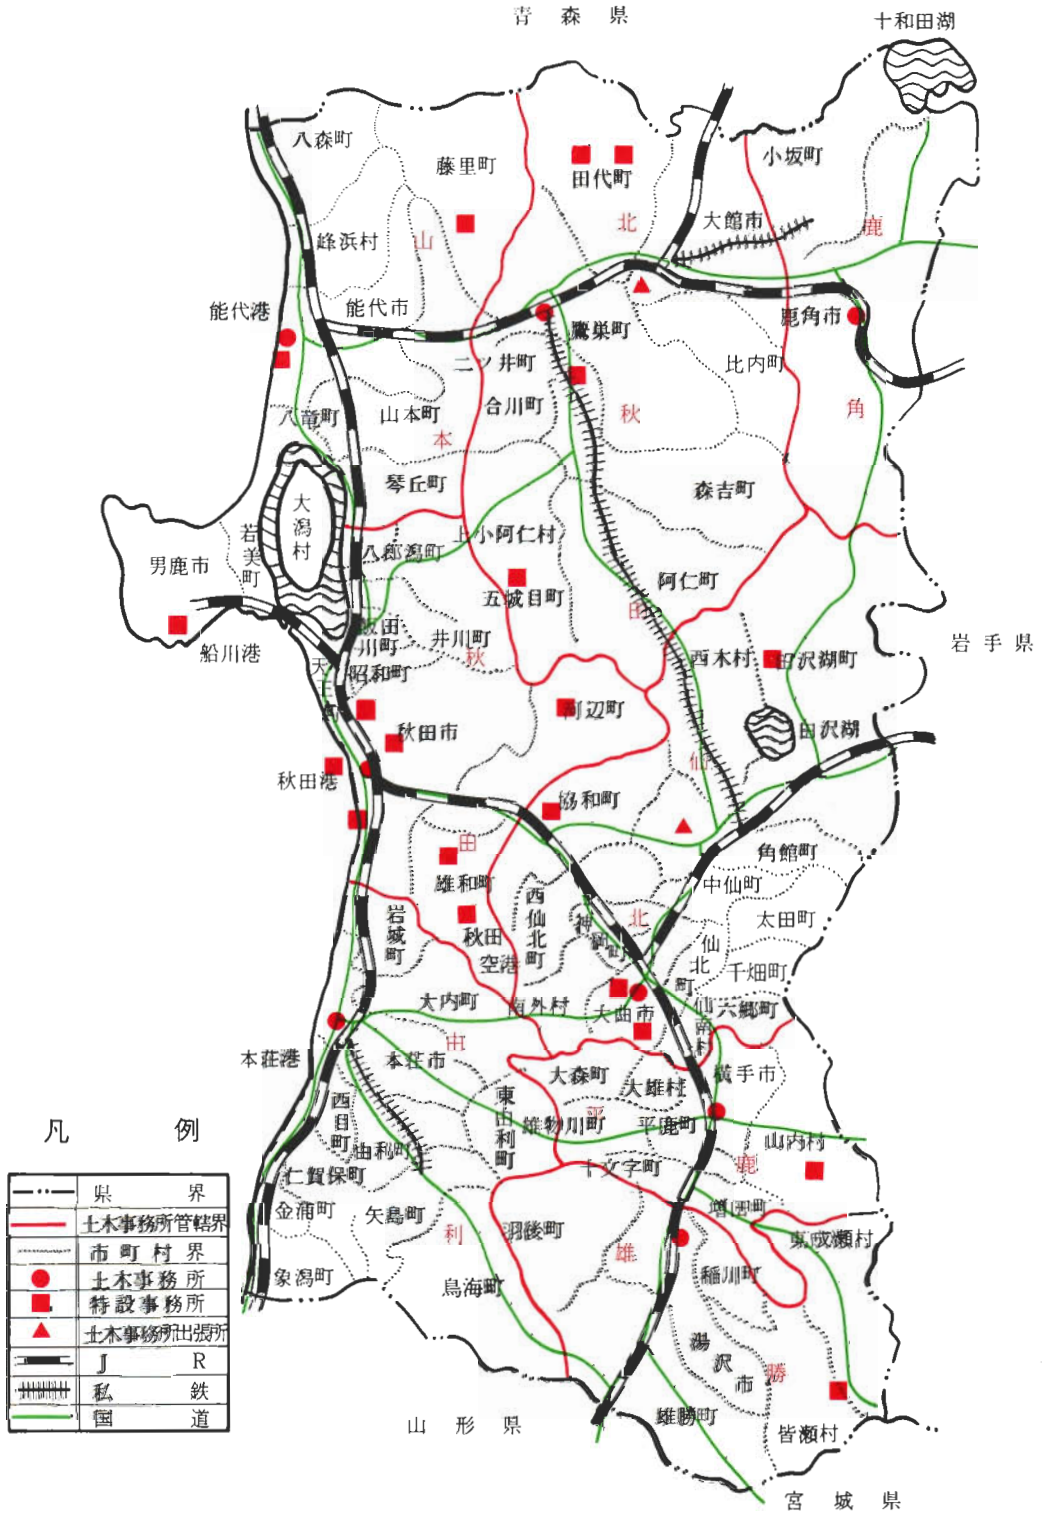 青森県
十和田湖
八森町
藤里町
田代町
小坂町
北
大館市
鹿
峰浜村
山
能代港
能代市
鷹巣町
鹿角市
二ツ井町
比内町
八竜町
山本町
合川町
秋
角
本
琴丘町
森吉町
大潟村
若美町
八郎潟町
上小阿仁村
男鹿市
五城目町
阿仁町
田
飯田川町
井川町
船川港
秋
西木村
田沢湖町
岩手県
天王町
昭和町
河辺町
秋田市
田沢湖
仙
秋田港
協和町
田
角館町
雄和町
中仙町
岩城町
西仙北町
神岡町
北
太田町
秋田空港
仙北町
千畑町
大内町
南外村
大曲市
仙南村
六郷町
本荘港
本荘市
由
大森町
大雄村
横手市
西目町
東由利町
雄物川町
平
平鹿町
山内村
由利町
仁賀保町
十文字町
鹿
金浦町
矢島町
利
羽後町
雄
増田町
東成瀬村
象潟町
鳥海町
稲川町
湯沢市
勝
雄勝町
皆瀬村
山形県
宮城県
凡例
県界
土木事務所管轄界
市町村界
土木事務所
特設事務所
土木事務所出張所
JR
私鉄
国道